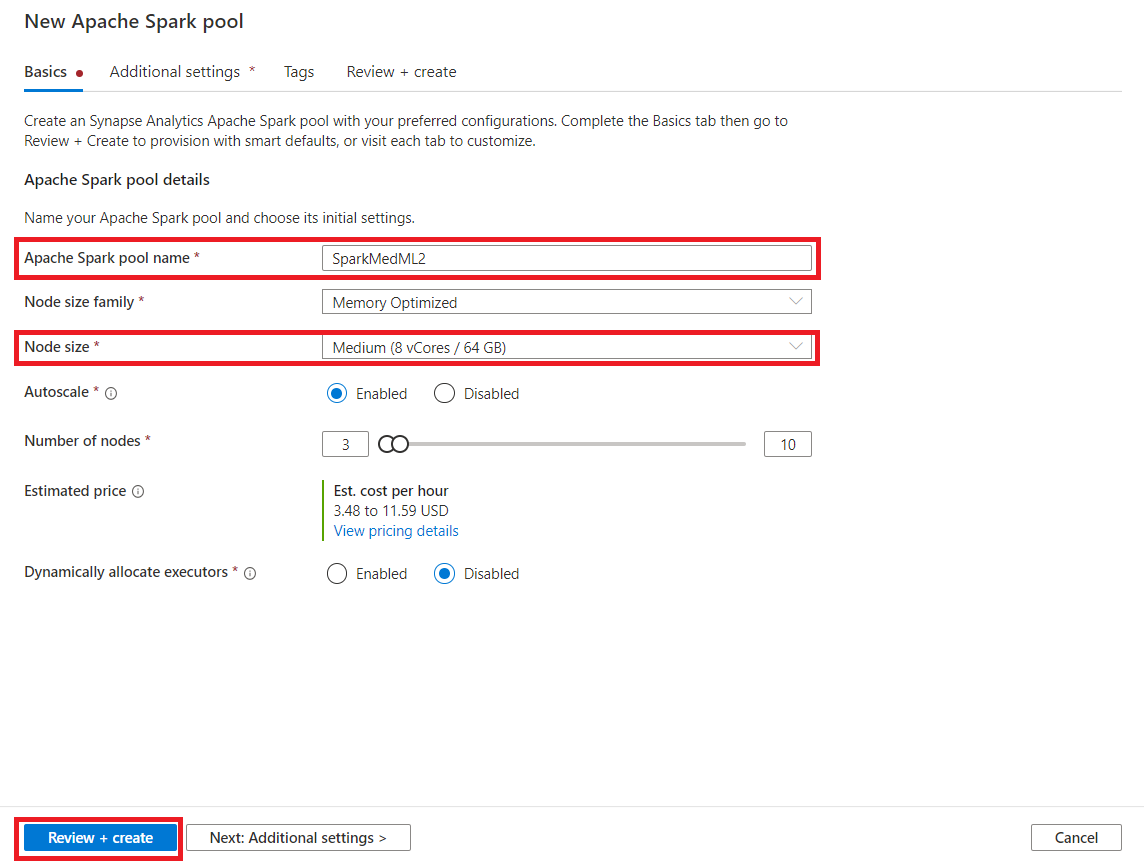 New Apache Spark pool
Basics Additional settings * Tags Review + create
Create an Synapse Analytics Apache Spark pool with your preferred configurations. Complete the Basics tab then go to
Review + Create to provision with smart defaults, or visit each tab to customize.
Apache Spark pool details
Name your Apache Spark pool and choose its initial settings.
Apache Spark pool name * SparkMedML2
Node size family * Memory Optimized
Node size * Medium (8 vCores / 64 GB)
Autoscale * Enabled Disabled
Number of nodes * 3 10
Estimated price Est. cost per hour
3.48 to 11.59 USD
View pricing details
Dynamically allocate executors * Enabled Disabled
Review + create Next: Additional settings > Cancel